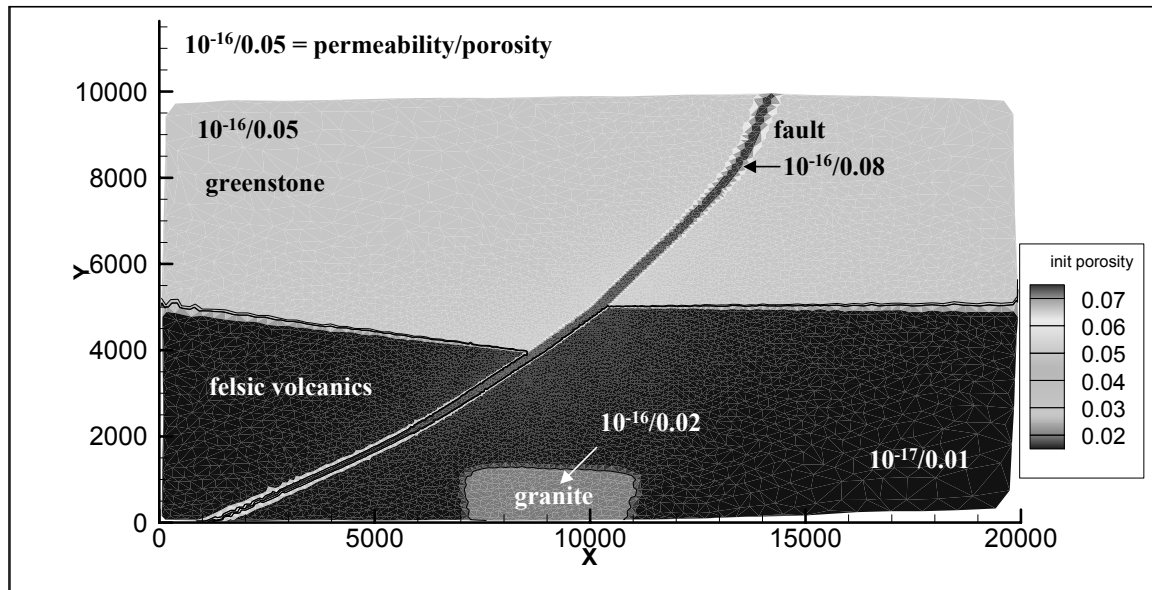 10⁻¹⁶/0.05 = permeability/porosity
10000
8000
6000
4000
2000
0
Y
10⁻¹⁶/0.05
greenstone
fault
10⁻¹⁶/0.08
felsic volcanics
10⁻¹⁶/0.02
granite
10⁻¹⁷/0.01
init porosity
0.07
0.06
0.05
0.04
0.03
0.02
0 5000 10000 15000 20000
X